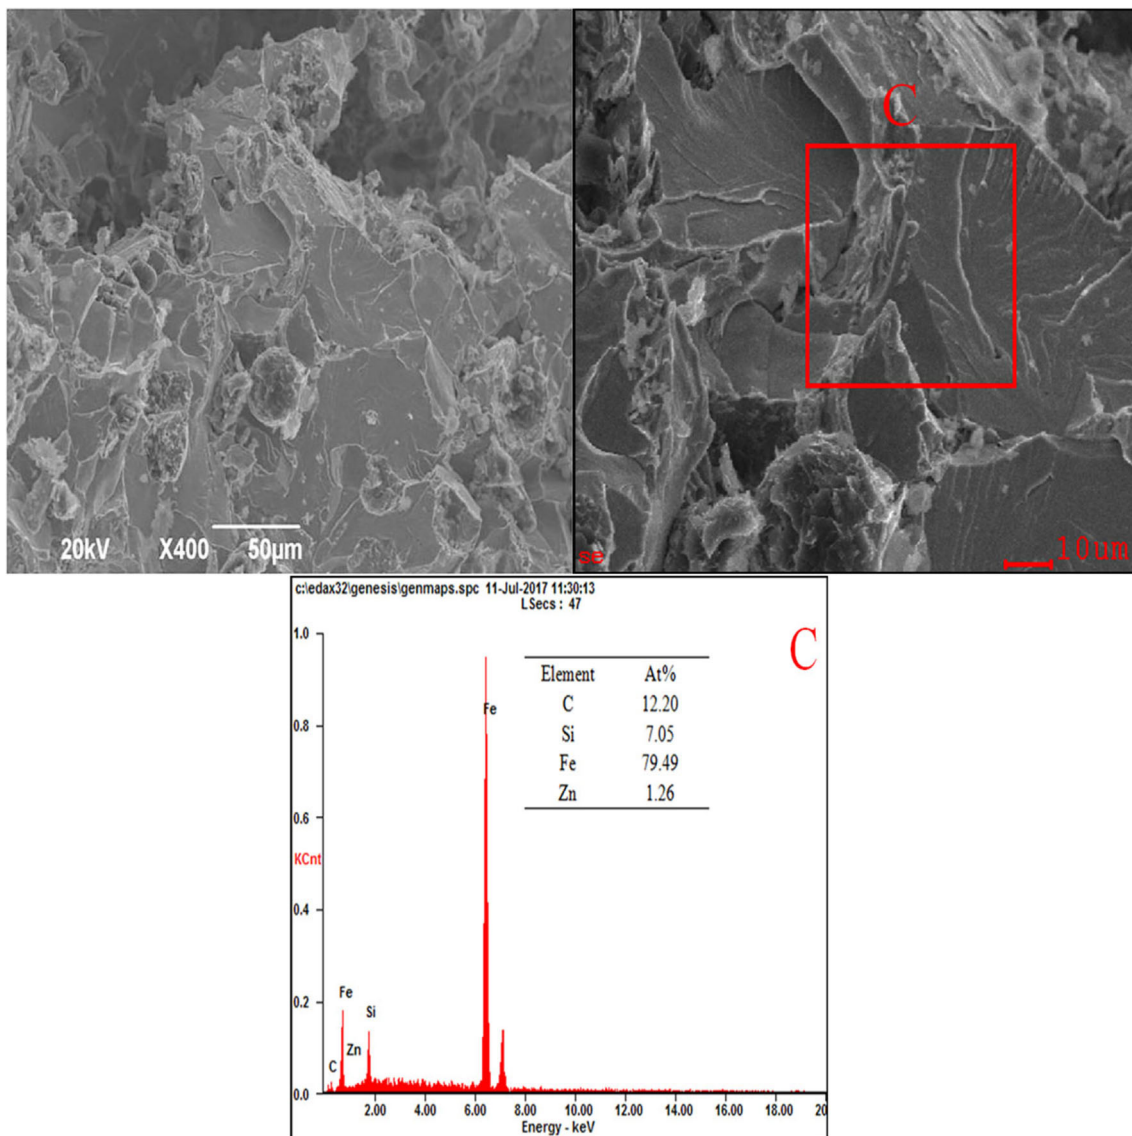 C
20kV X400 50μm
se 10um
c:\edax32\genesis\genmaps.spc 11-Jul-2017 11:30:13
LSecs : 47
C
1.0
0.8
0.6
KCnt
0.4
0.2
0.0
Element At%
C 12.20
Si 7.05
Fe 79.49
Zn 1.26
Fe
Fe
Si
Zn
C
2.00 4.00 6.00 8.00 10.00 12.00 14.00 16.00 18.00 20
Energy - keV